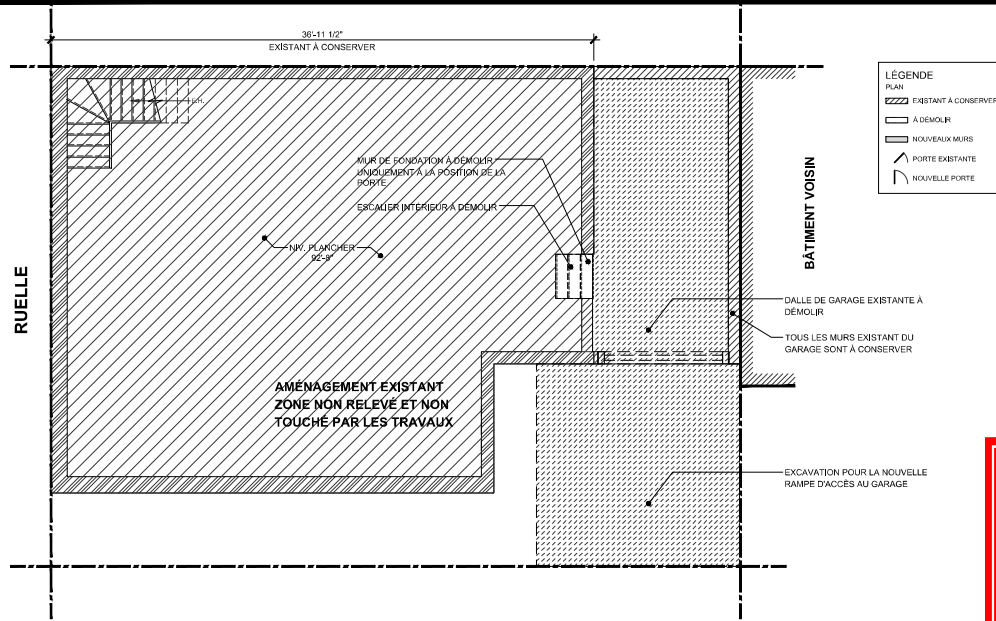 36'-11 1/2"
EXISTANT À CONSERVER
LÉGENDE
PLAN
EXISTANT À CONSERVER
À DÉMOLIR
NOUVEAUX MURS
PORTE EXISTANTE
NOUVELLE PORTE
MUR DE FONDATION À DÉMOLIR
UNIQUEMENT À LA POSITION DE LA
PORTE
ESCALIER INTÉRIEUR À DÉMOLIR
NIV. PLANCHER
92'-8"
RUELLE
BÂTIMENT VOISIN
DALLE DE GARAGE EXISTANTE À
DÉMOLIR
TOUS LES MURS EXISTANT DU
GARAGE SONT À CONSERVER
AMÉNAGEMENT EXISTANT
ZONE NON RELEVÉ ET NON
TOUCHÉ PAR LES TRAVAUX
EXCAVATION POUR LA NOUVELLE
RAMPE D'ACCÈS AU GARAGE